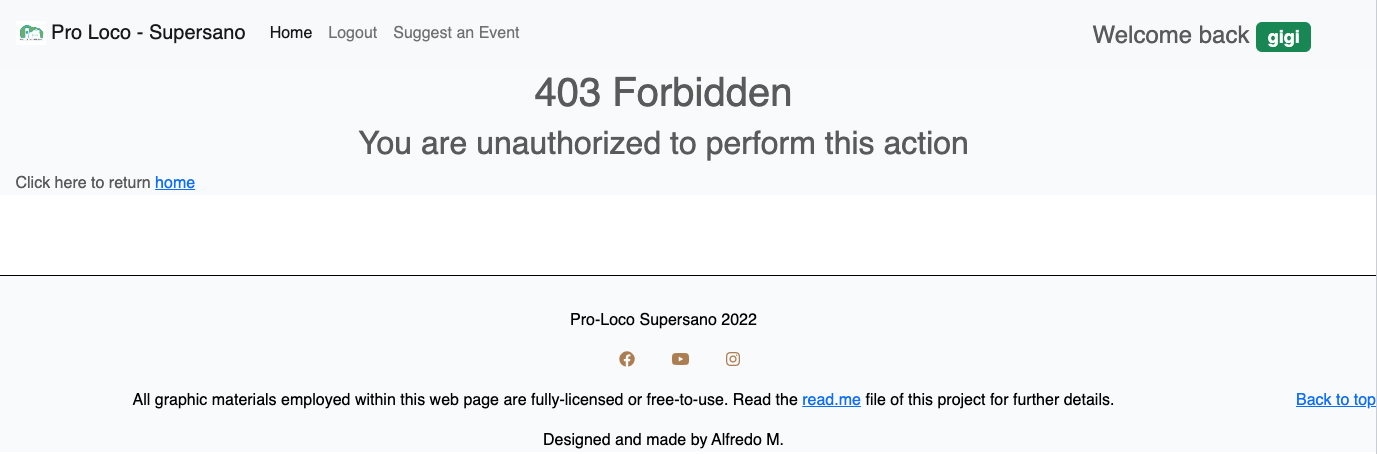 Pro Loco - Supersano Home Logout Suggest an Event Welcome back gigi
403 Forbidden
You are unauthorized to perform this action
Click here to return home
Pro-Loco Supersano 2022
All graphic materials employed within this web page are fully-licensed or free-to-use. Read the read.me file of this project for further details. Back to top
Designed and made by Alfredo M.